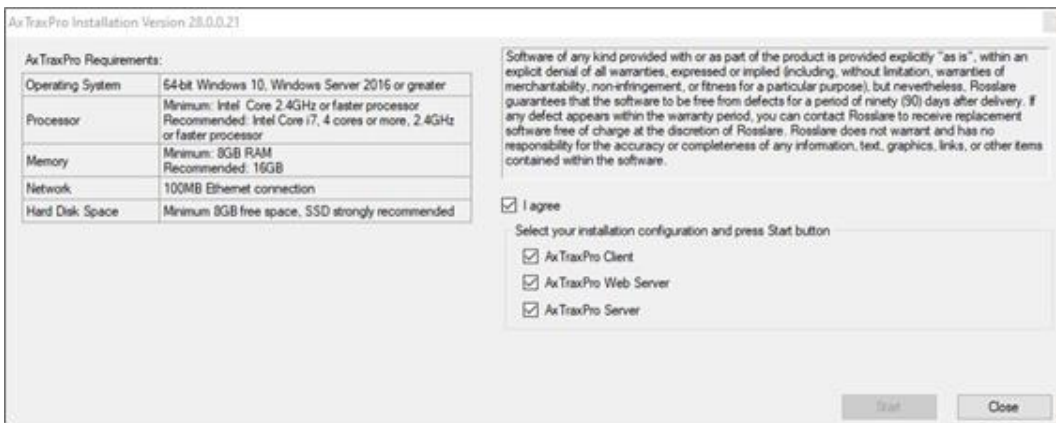 AxTraxPro Installation Version 28.0.0.21
AxTraxPro Requirements:
Operating System 64-bit Windows 10, Windows Server 2016 or greater
Processor Minimum: Intel Core 2.4GHz or faster processor
Recommended: Intel Core i7, 4 cores or more, 2.4GHz
or faster processor
Memory Minimum: 8GB RAM
Recommended: 16GB
Network 100MB Ethernet connection
Hard Disk Space Minimum 8GB free space, SSD strongly recommended
Software of any kind provided with or as part of the product is provided explicitly "as is", within an
explicit denial of all warranties, expressed or implied (including, without limitation, warranties of
merchantability, non-infringement, or fitness for a particular purpose), but nevertheless, Rosslare
guarantees that the software to be free from defects for a period of ninety (90) days after delivery. If
any defect appears within the warranty period, you can contact Rosslare to receive replacement
software free of charge at the discretion of Rosslare. Rosslare does not warrant and has no
responsibility for the accuracy or completeness of any information, text, graphics, links, or other items
contained within the software.
I agree
Select your installation configuration and press Start button
AxTraxPro Client
AxTraxPro Web Server
AxTraxPro Server
Start
Close